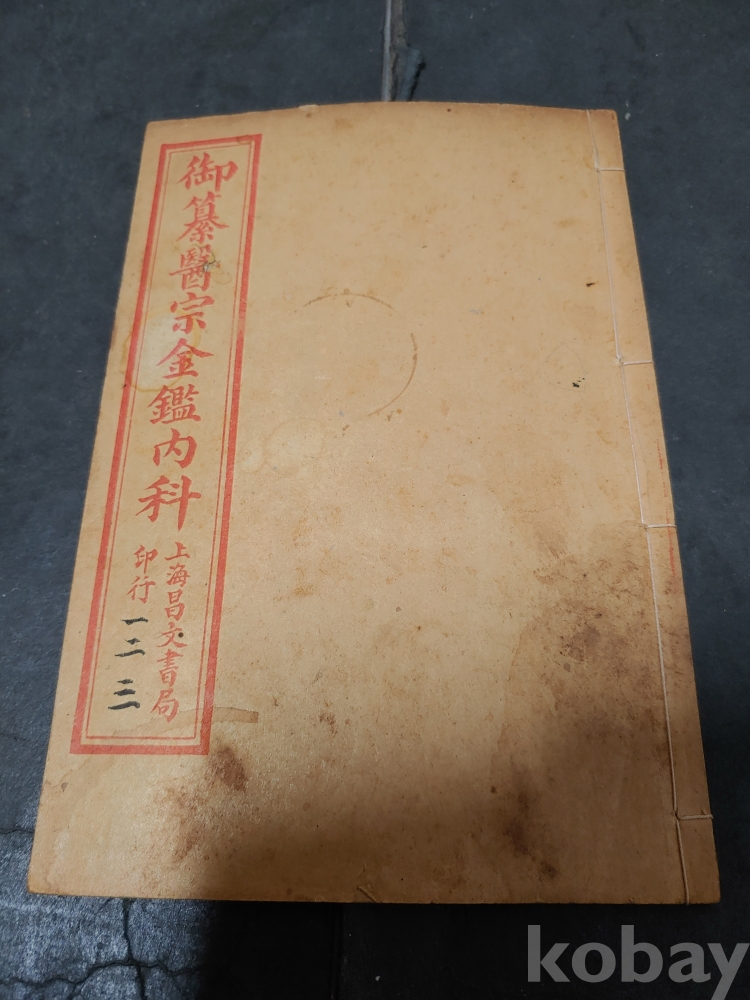 御纂醫宗金鑑内科
上海昌文書局
印行
一二三
kobay